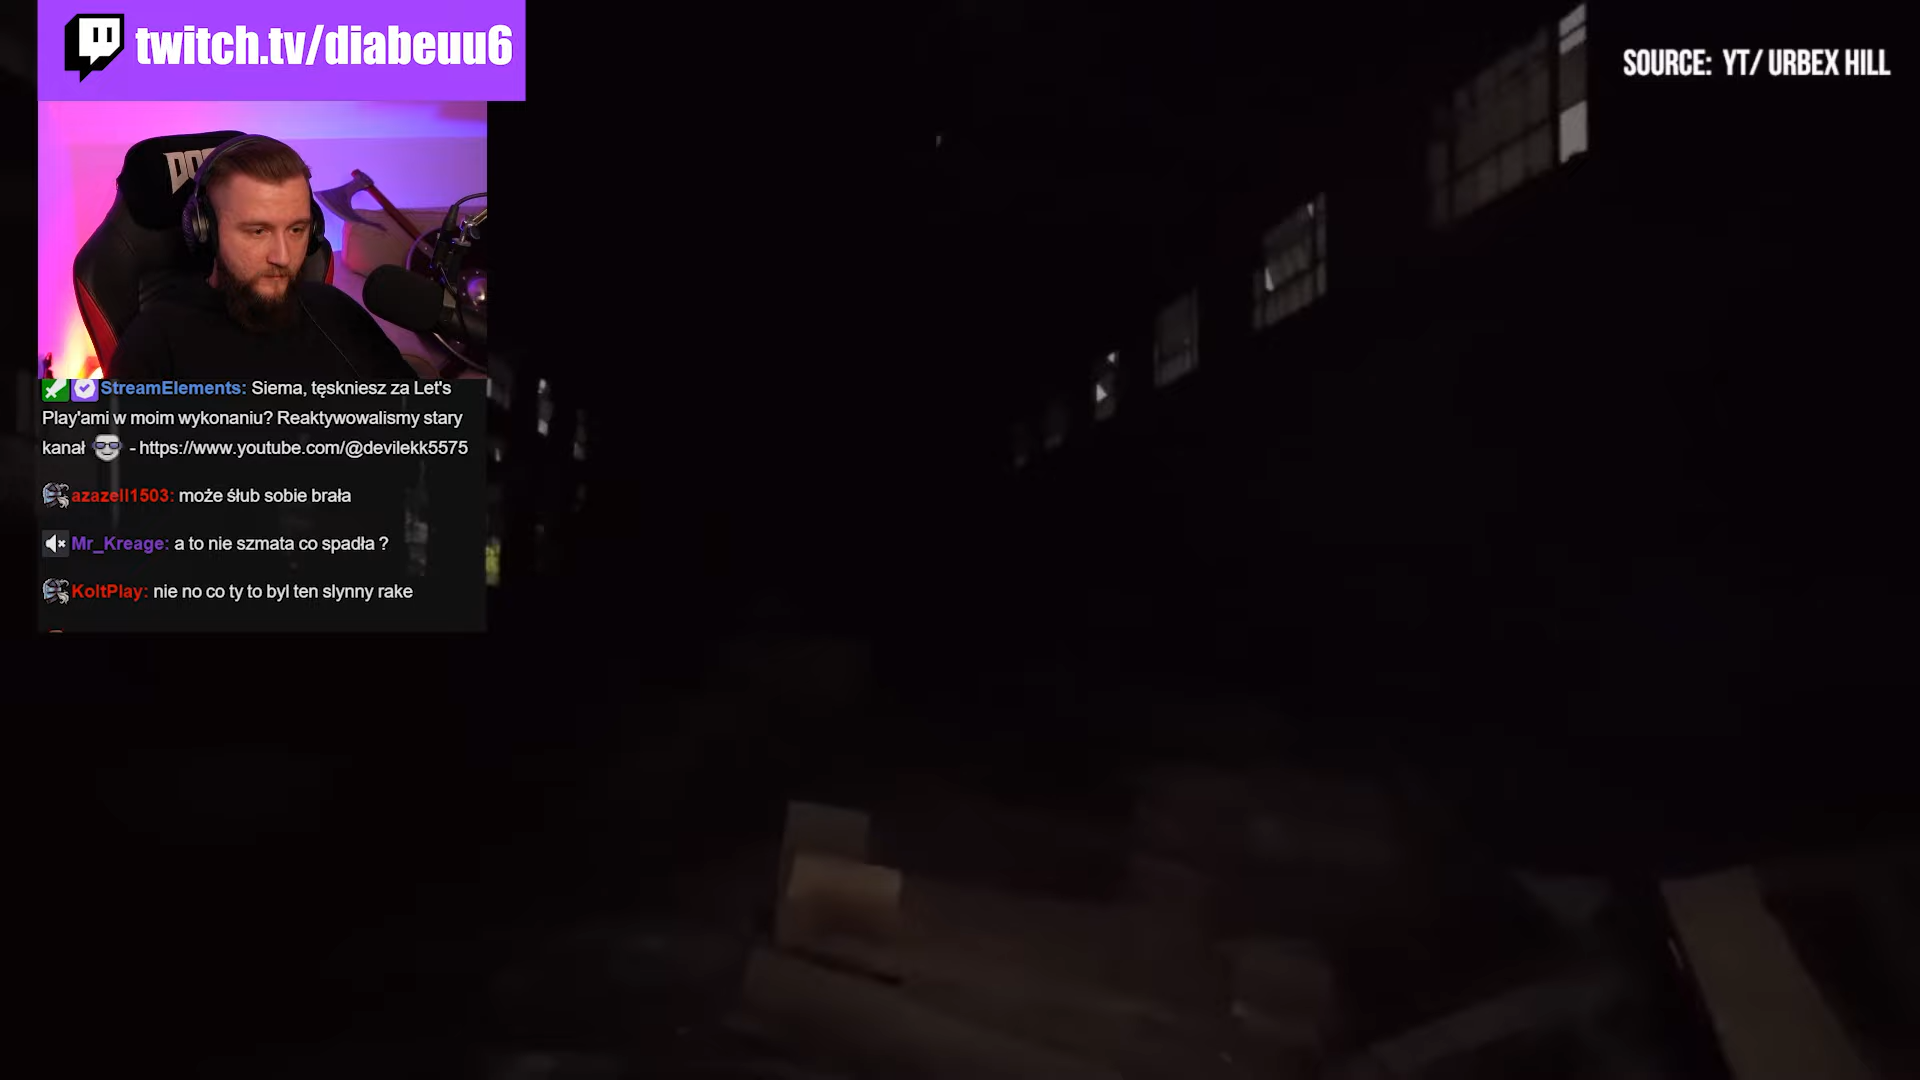 twitch.tv/diabeuu6
SOURCE: YT/ URBEX HILL
StreamElements: Siema, tęskniesz za Let's
Play'ami w moim wykonaniu? Reaktywowalismy stary
kanał - https://www.youtube.com/@devilekk5575
azazell1503: może ślub sobie brała
Mr_Kreage: a to nie szmata co spadła ?
KoltPlay: nie no co ty to byl ten slynny rake